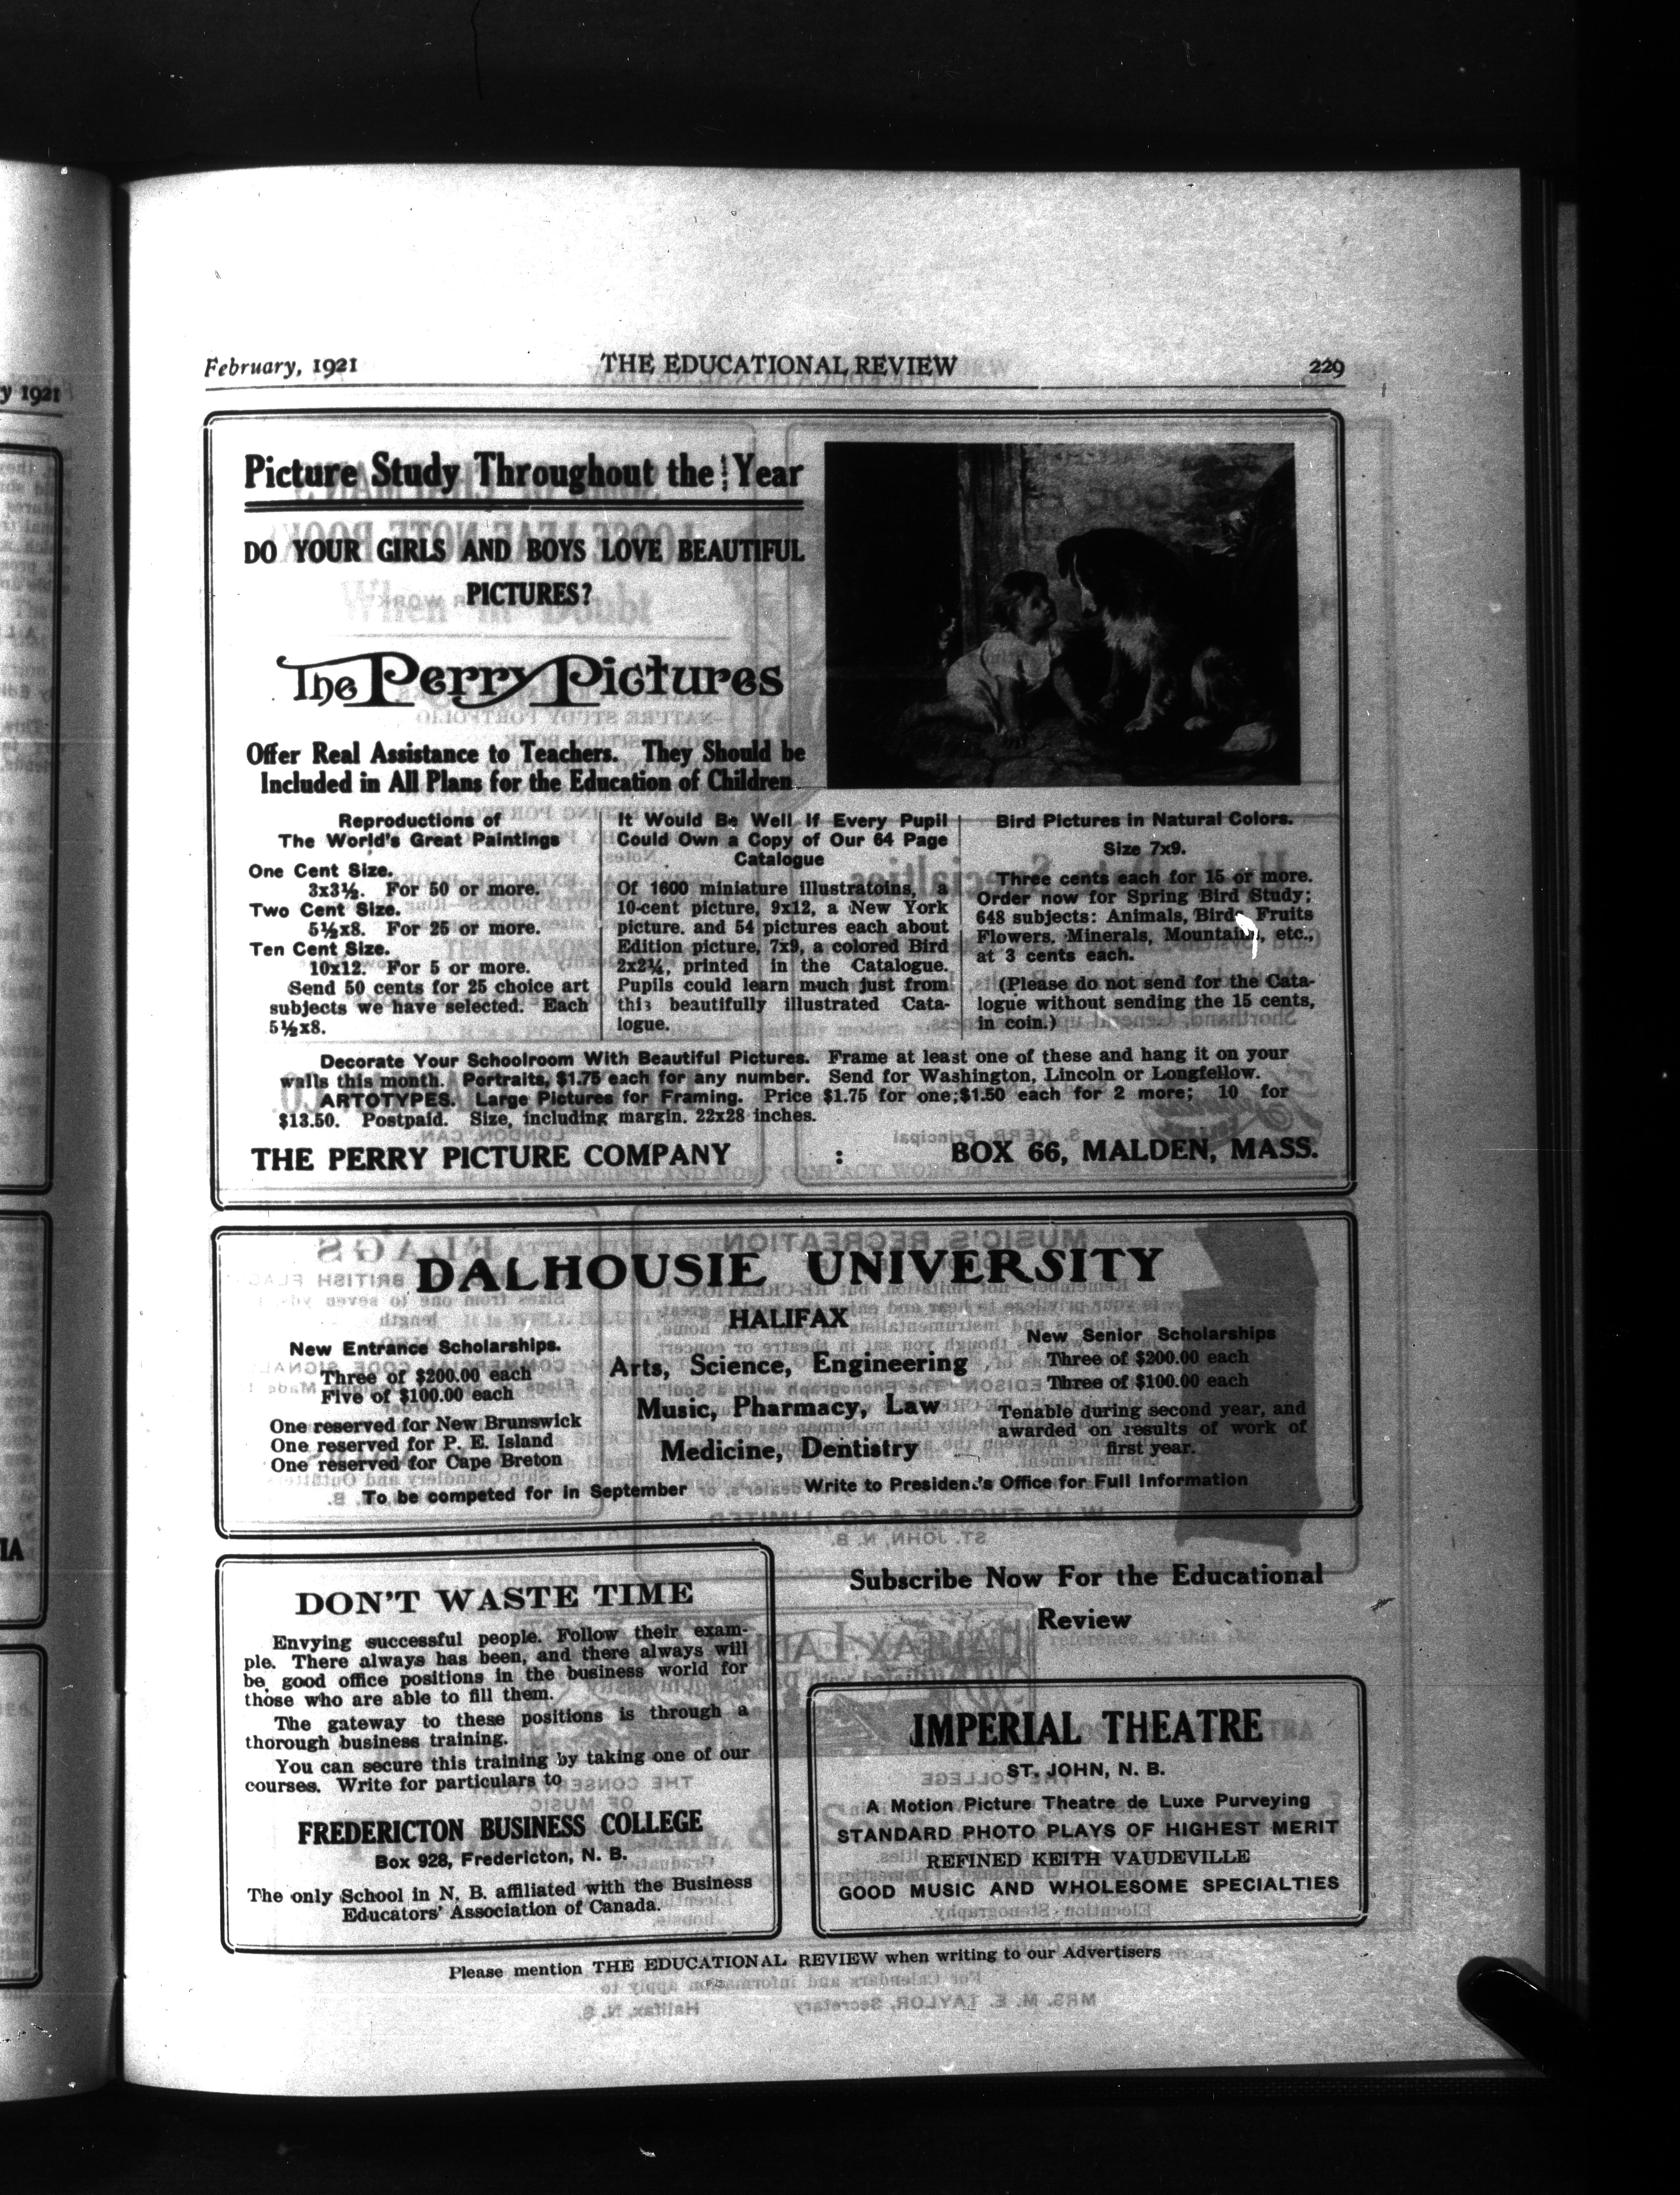 February, 1921
THE EDUCATIONAL REVIEW
229
Picture Study Throughout the Year
DO YOUR GIRLS AND BOYS LOVE BEAUTIFUL
PICTURES?
The Perry Pictures
Offer Real Assistance to Teachers. They Should be
Included in All Plans for the Education of Children
Reproductions of
The World's Great Paintings
One Cent Size.
3x3½. For 50 or more.
Two Cent Size.
5½x8. For 25 or more.
Ten Cent Size.
10x12. For 5 or more.
Send 50 cents for 25 choice art
subjects we have selected. Each
5½x8.
It Would Be Well If Every Pupil
Could Own a Copy of Our 64 Page
Catalogue
Of 1600 miniature illustratoins, a
10-cent picture, 9x12, a New York
picture. and 54 pictures each about
Edition picture, 7x9, a colored Bird
2x2¼, printed in the Catalogue.
Pupils could learn much just from
this beautifully illustrated Cata-
logue.
Bird Pictures in Natural Colors.
Size 7x9.
Three cents each for 15 or more.
Order now for Spring Bird Study;
648 subjects: Animals, Birds Fruits
Flowers, Minerals, Mountains, etc.,
at 3 cents each.
(Please do not send for the Cata-
logue without sending the 15 cents,
in coin.)
Decorate Your Schoolroom With Beautiful Pictures. Frame at least one of these and hang it on your
walls this month. Portraits, $1.75 each for any number. Send for Washington, Lincoln or Longfellow.
ARTOTYPES. Large Pictures for Framing. Price $1.75 for one;$1.50 each for 2 more; 10 for
$13.50. Postpaid. Size, including margin. 22x28 inches.
THE PERRY PICTURE COMPANY : BOX 66, MALDEN, MASS.
DALHOUSIE UNIVERSITY
HALIFAX
New Entrance Scholarships.
Three of $200.00 each
Five of $100.00 each
One reserved for New Brunswick
One reserved for P. E. Island
One reserved for Cape Breton
To be competed for in September
Arts, Science, Engineering
Music, Pharmacy, Law
Medicine, Dentistry
New Senior Scholarships
Three of $200.00 each
Three of $100.00 each
Tenable during second year, and
awarded on results of work of
first year.
Write to President's Office for Full Information
DON'T WASTE TIME
Envying successful people. Follow their exam-
ple. There always has been, and there always will
be, good office positions in the business world for
those who are able to fill them.
The gateway to these positions is through a
thorough business training.
You can secure this training by taking one of our
courses. Write for particulars to
FREDERICTON BUSINESS COLLEGE
Box 928, Fredericton, N. B.
The only School in N. B. affiliated with the Business
Educators' Association of Canada.
Subscribe Now For the Educational
Review
IMPERIAL THEATRE
ST. JOHN, N. B.
A Motion Picture Theatre de Luxe Purveying
STANDARD PHOTO PLAYS OF HIGHEST MERIT
REFINED KEITH VAUDEVILLE
GOOD MUSIC AND WHOLESOME SPECIALTIES
Please mention THE EDUCATIONAL REVIEW when writing to our Advertisers
y 1921
IA